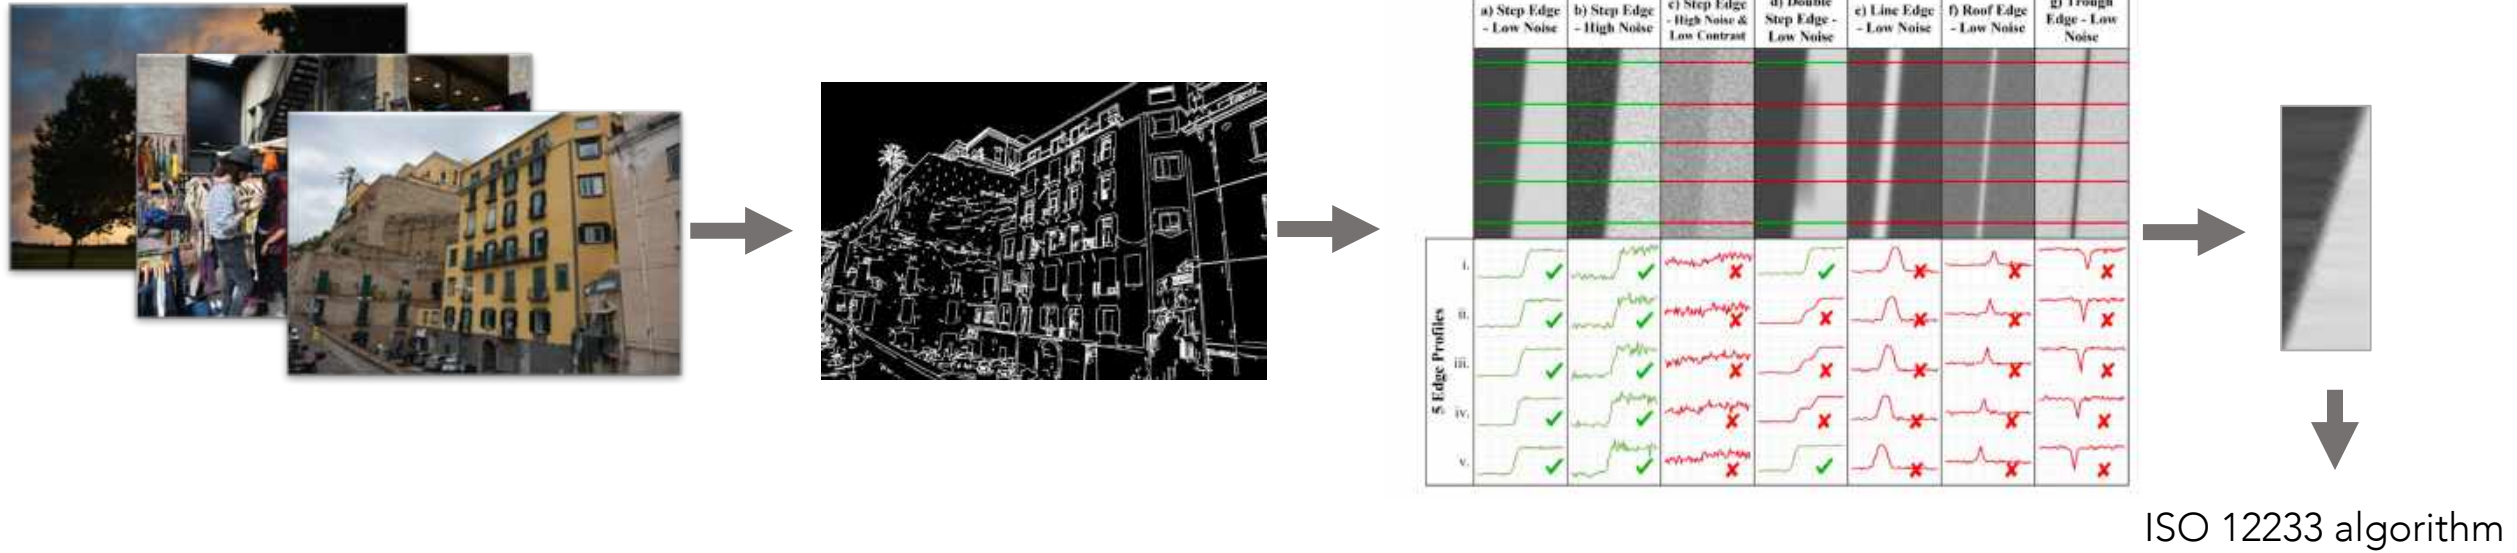 a) Step Edge
- Low Noise
b) Step Edge
- High Noise
c) Step Edge
- High Noise &
Low Contrast
d) Double
Step Edge -
Low Noise
e) Line Edge
- Low Noise
f) Roof Edge
- Low Noise
g) Trough
Edge - Low
Noise
5 Edge Profiles
i.
ii.
iii.
iv.
v.
ISO 12233 algorithm